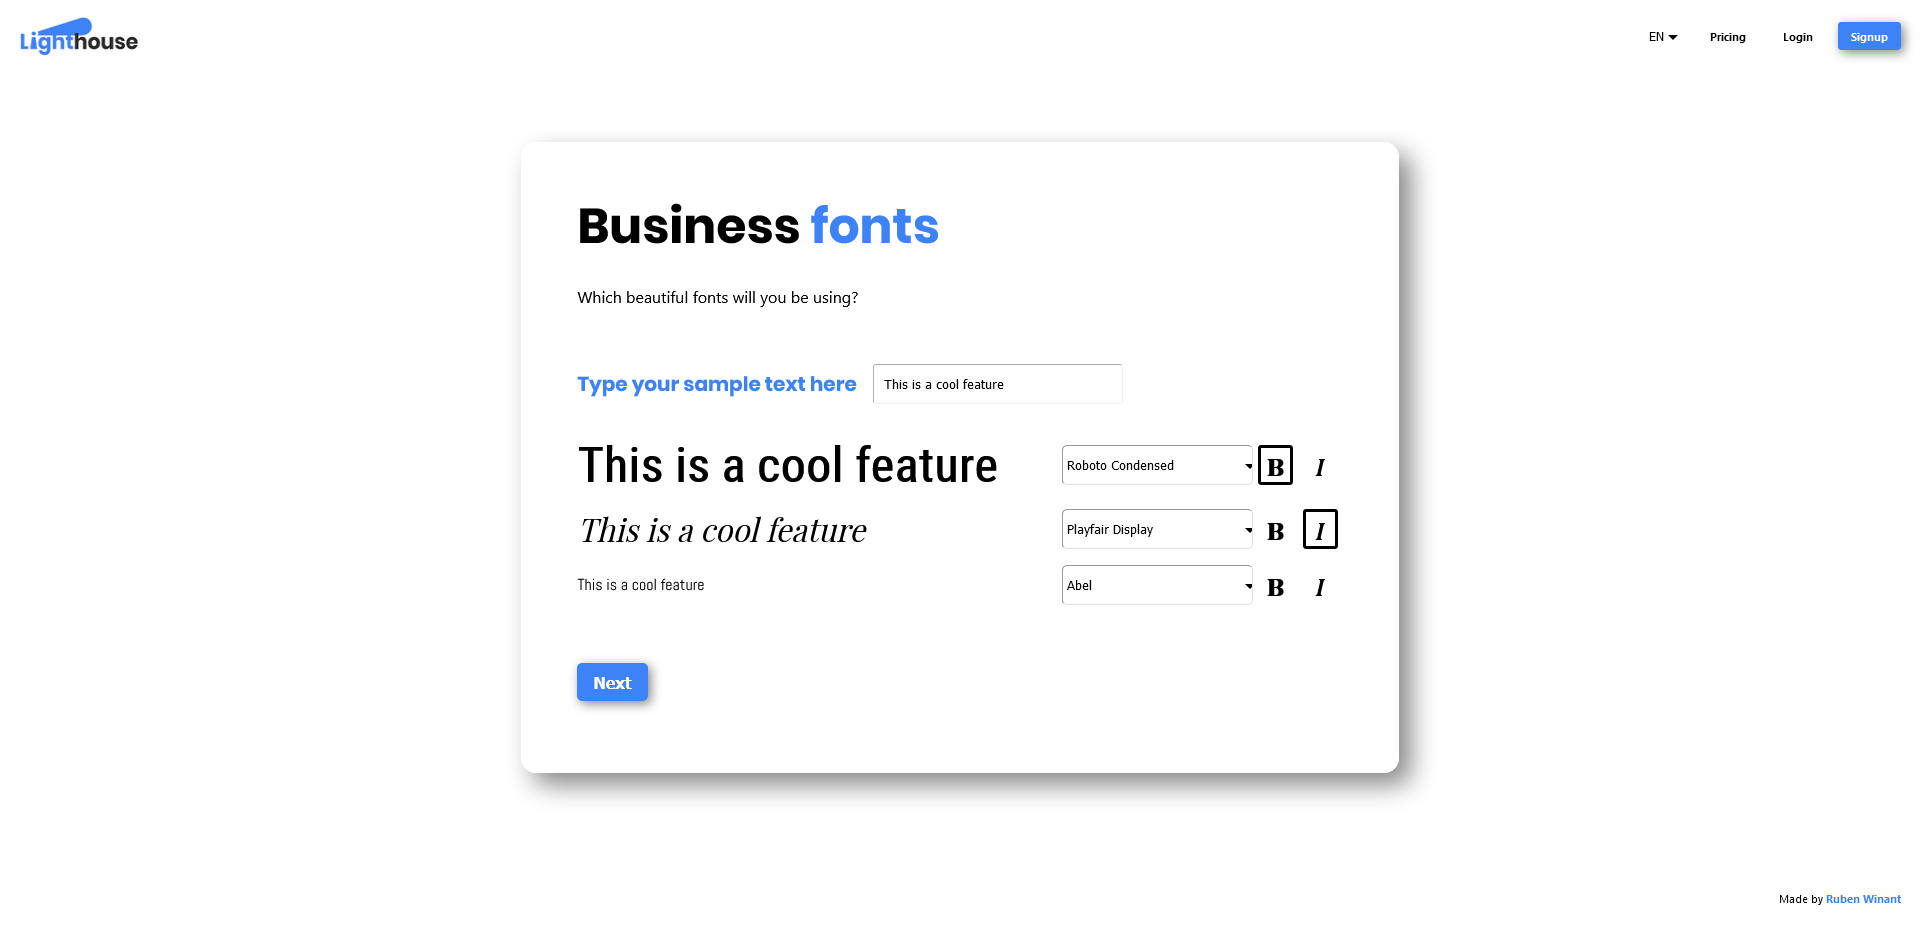 Lighthouse
EN Pricing Login Signup
Business fonts
Which beautiful fonts will you be using?
Type your sample text here This is a cool feature
This is a cool feature Roboto Condensed B I
This is a cool feature Playfair Display B I
This is a cool feature Abel B I
Next
Made by Ruben Winant